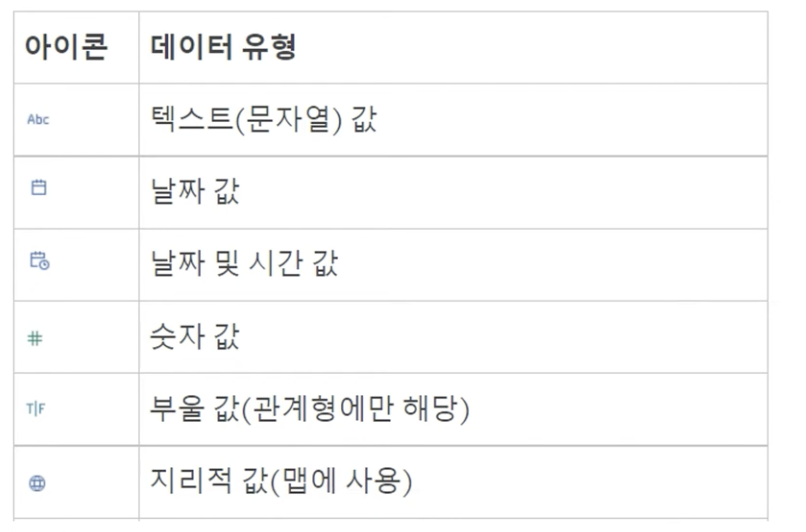 아이콘 데이터 유형
Abc 텍스트(문자열) 값
날짜 값
날짜 및 시간 값
# 숫자 값
T|F 부울 값(관계형에만 해당)
지리적 값(맵에 사용)